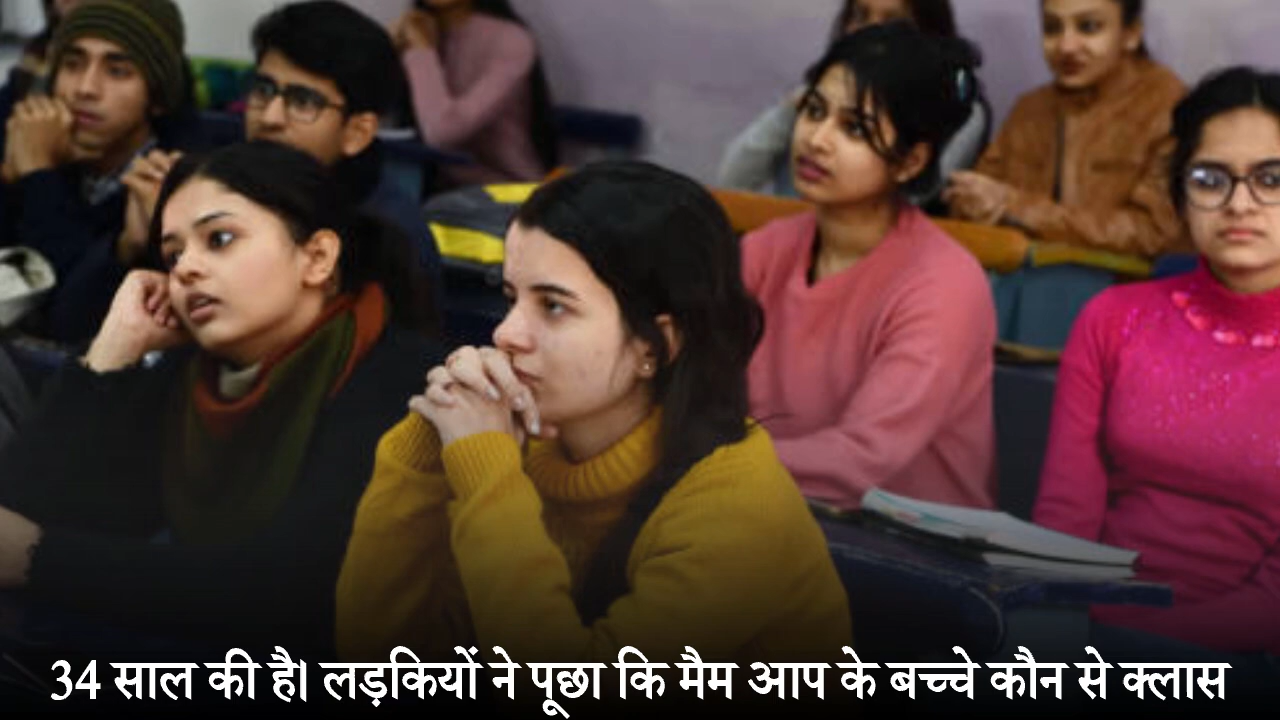 34 साल की है। लड़कियों ने पूछा कि मैम आप के बच्चे कौन से क्लास